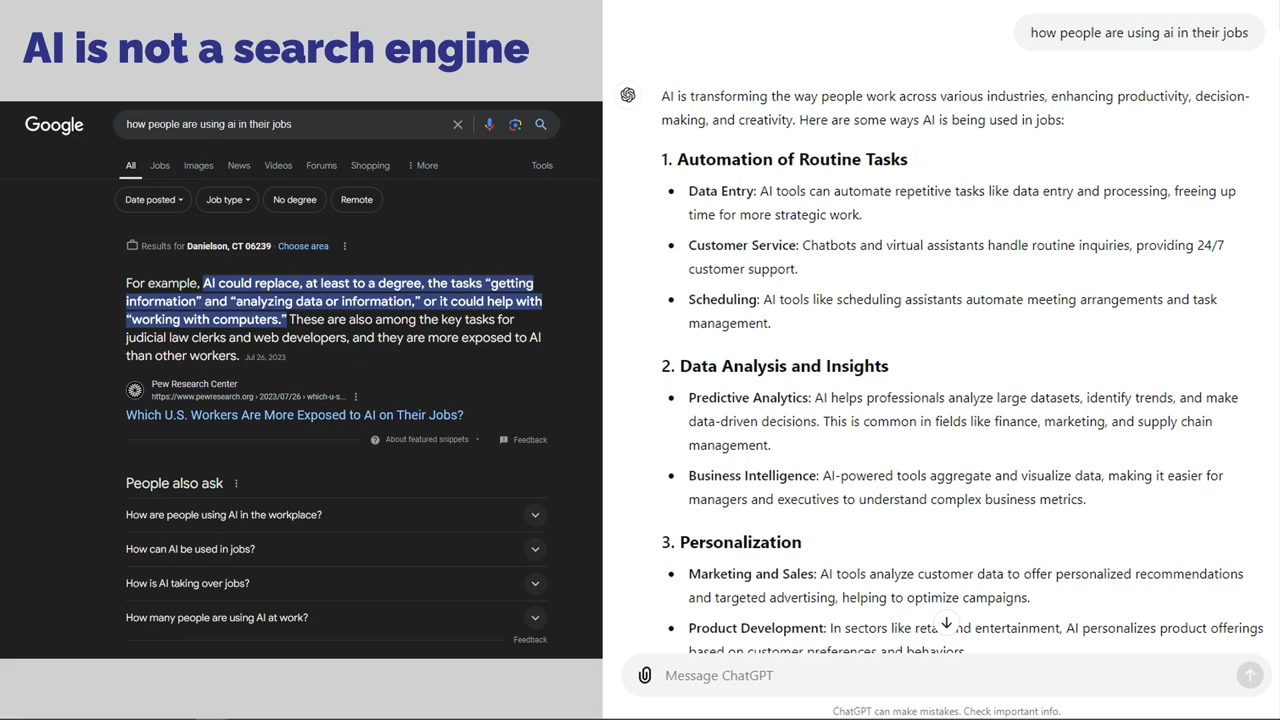 AI is not a search engine
Google
how people are using ai in their jobs
All Jobs Images News Videos Forums Shopping More Tools
Date posted Job type No degree Remote
Results for Danielson, CT 06239 · Choose area
For example, AI could replace, at least to a degree, the tasks “getting
information” and “analyzing data or information,” or it could help with
“working with computers.” These are also among the key tasks for
judicial law clerks and web developers, and they are more exposed to AI
than other workers. Jul 26, 2023
Pew Research Center
https://www.pewresearch.org › 2023/07/26 › which-u-s...
Which U.S. Workers Are More Exposed to AI on Their Jobs?
About featured snippets • Feedback
People also ask
How are people using AI in the workplace?
How can AI be used in jobs?
How is AI taking over jobs?
How many people are using AI at work?
Feedback
how people are using ai in their jobs
AI is transforming the way people work across various industries, enhancing productivity, decision-
making, and creativity. Here are some ways AI is being used in jobs:
1. Automation of Routine Tasks
• Data Entry: AI tools can automate repetitive tasks like data entry and processing, freeing up
time for more strategic work.
• Customer Service: Chatbots and virtual assistants handle routine inquiries, providing 24/7
customer support.
• Scheduling: AI tools like scheduling assistants automate meeting arrangements and task
management.
2. Data Analysis and Insights
• Predictive Analytics: AI helps professionals analyze large datasets, identify trends, and make
data-driven decisions. This is common in fields like finance, marketing, and supply chain
management.
• Business Intelligence: AI-powered tools aggregate and visualize data, making it easier for
managers and executives to understand complex business metrics.
3. Personalization
• Marketing and Sales: AI tools analyze customer data to offer personalized recommendations
and targeted advertising, helping to optimize campaigns.
• Product Development: In sectors like retail and entertainment, AI personalizes product offerings
based on customer preferences and behaviors.
Message ChatGPT
ChatGPT can make mistakes. Check important info.